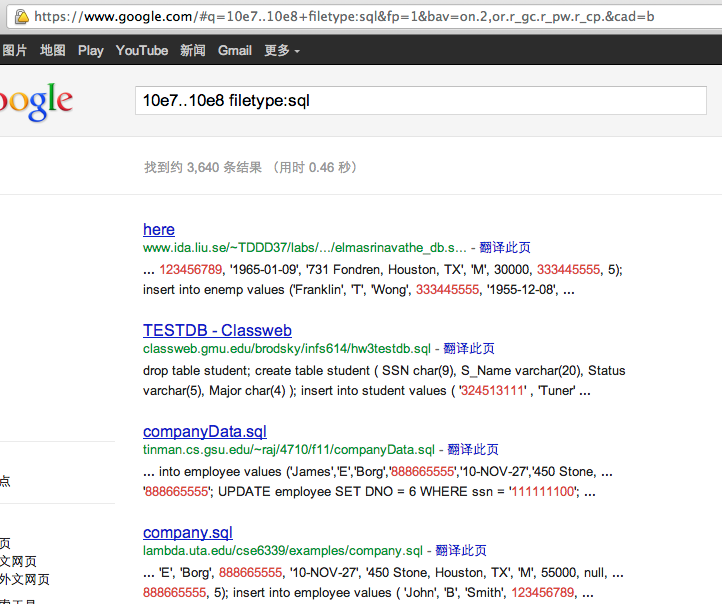 https://www.google.com/#q=10e7..10e8+filetype:sql&fp=1&bav=on.2,or.r_gc.r_pw.r_cp.&cad=b
图片 地图 Play YouTube 新闻 Gmail 更多
oogle
10e7..10e8 filetype:sql
找到约 3,640 条结果 （用时 0.46 秒）
here
www.ida.liu.se/~TDDD37/labs/.../elmasrinavathe_db.s... - 翻译此页
... 123456789, '1965-01-09', '731 Fondren, Houston, TX', 'M', 30000, 333445555, 5);
insert into enemp values ('Franklin', 'T', 'Wong', 333445555, '1955-12-08', ...
TESTDB - Classweb
classweb.gmu.edu/brodsky/infs614/hw3testdb.sql - 翻译此页
drop table student; create table student ( SSN char(9), S_Name varchar(20), Status
varchar(5), Major char(4) ); insert into student values ( '324513111' , 'Tuner' ...
companyData.sql
tinman.cs.gsu.edu/~raj/4710/f11/companyData.sql - 翻译此页
... into employee values ('James','E','Borg','888665555','10-NOV-27','450 Stone, ...
'888665555'; UPDATE employee SET DNO = 6 WHERE ssn = '111111100'; ...
点
company.sql
lambda.uta.edu/cse6339/examples/company.sql - 翻译此页
... 'E', 'Borg', 888665555, '10-NOV-27', '450 Stone, Houston, TX', 'M', 55000, null, ...
888665555, 5); insert into employee values ( 'John', 'B', 'Smith', 123456789, ...
页
文网页
外文网页
索工具